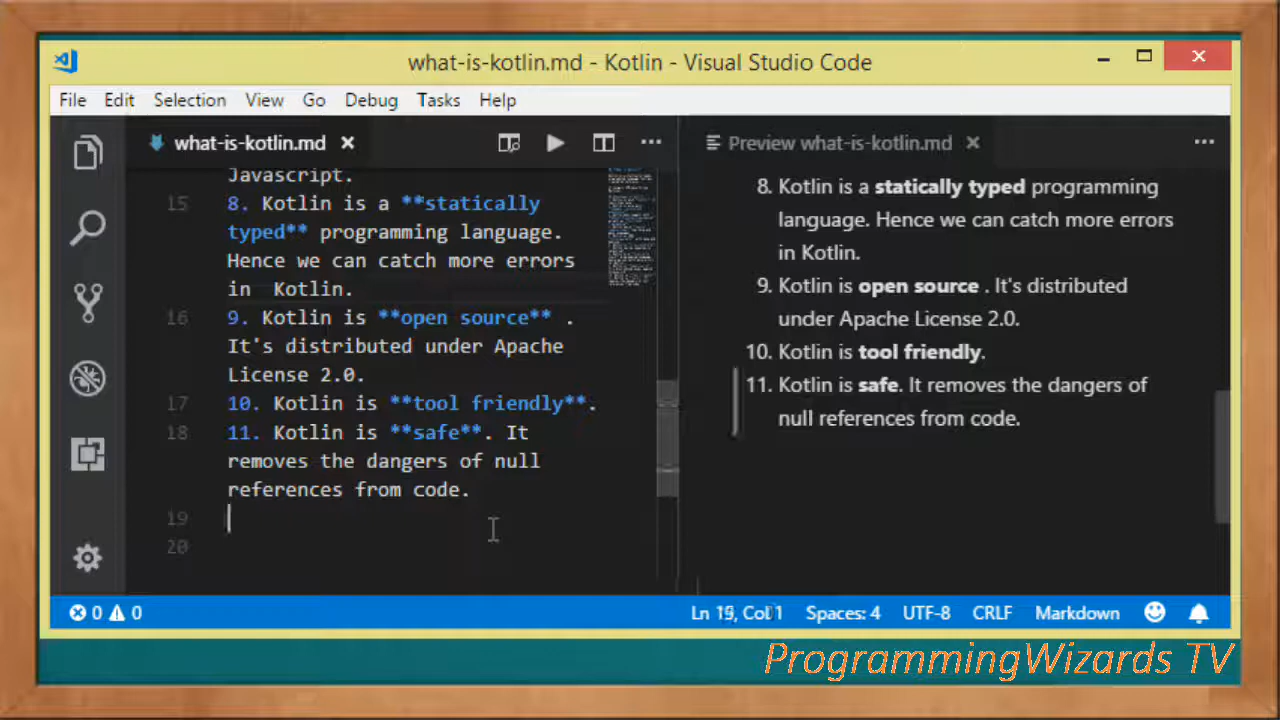 what-is-kotlin.md - Kotlin - Visual Studio Code
File Edit Selection View Go Debug Tasks Help
what-is-kotlin.md
Javascript.
15 8. Kotlin is a **statically
typed** programming language.
Hence we can catch more errors
in  Kotlin.
16 9. Kotlin is **open source** .
It's distributed under Apache
License 2.0.
17 10. Kotlin is **tool friendly**.
18 11. Kotlin is **safe**. It
removes the dangers of null
references from code.
19
20
Preview what-is-kotlin.md
8. Kotlin is a statically typed programming
language. Hence we can catch more errors
in Kotlin.
9. Kotlin is open source . It's distributed
under Apache License 2.0.
10. Kotlin is tool friendly.
11. Kotlin is safe. It removes the dangers of
null references from code.
0 0 Ln , Col 1 Spaces: 4 UTF-8 CRLF Markdown
ProgrammingWizards TV